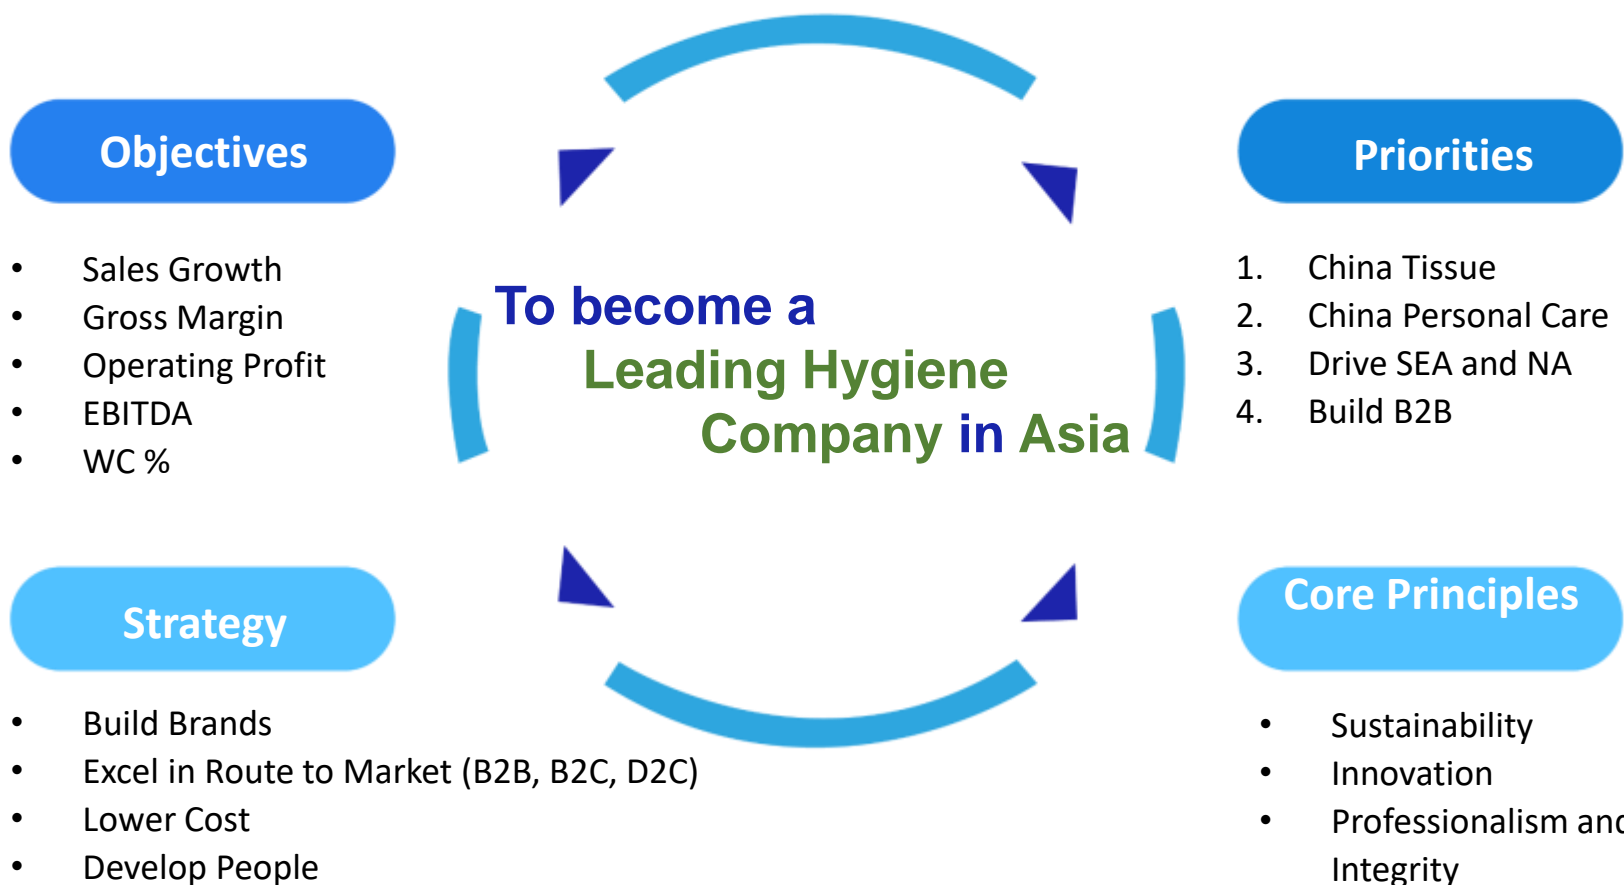 Objectives
• Sales Growth
• Gross Margin
• Operating Profit
• EBITDA
• WC %
To become a
Leading Hygiene
Company in Asia
Priorities
1. China Tissue
2. China Personal Care
3. Drive SEA and NA
4. Build B2B
Strategy
• Build Brands
• Excel in Route to Market (B2B, B2C, D2C)
• Lower Cost
• Develop People
Core Principles
• Sustainability
• Innovation
• Professionalism and
Integrity